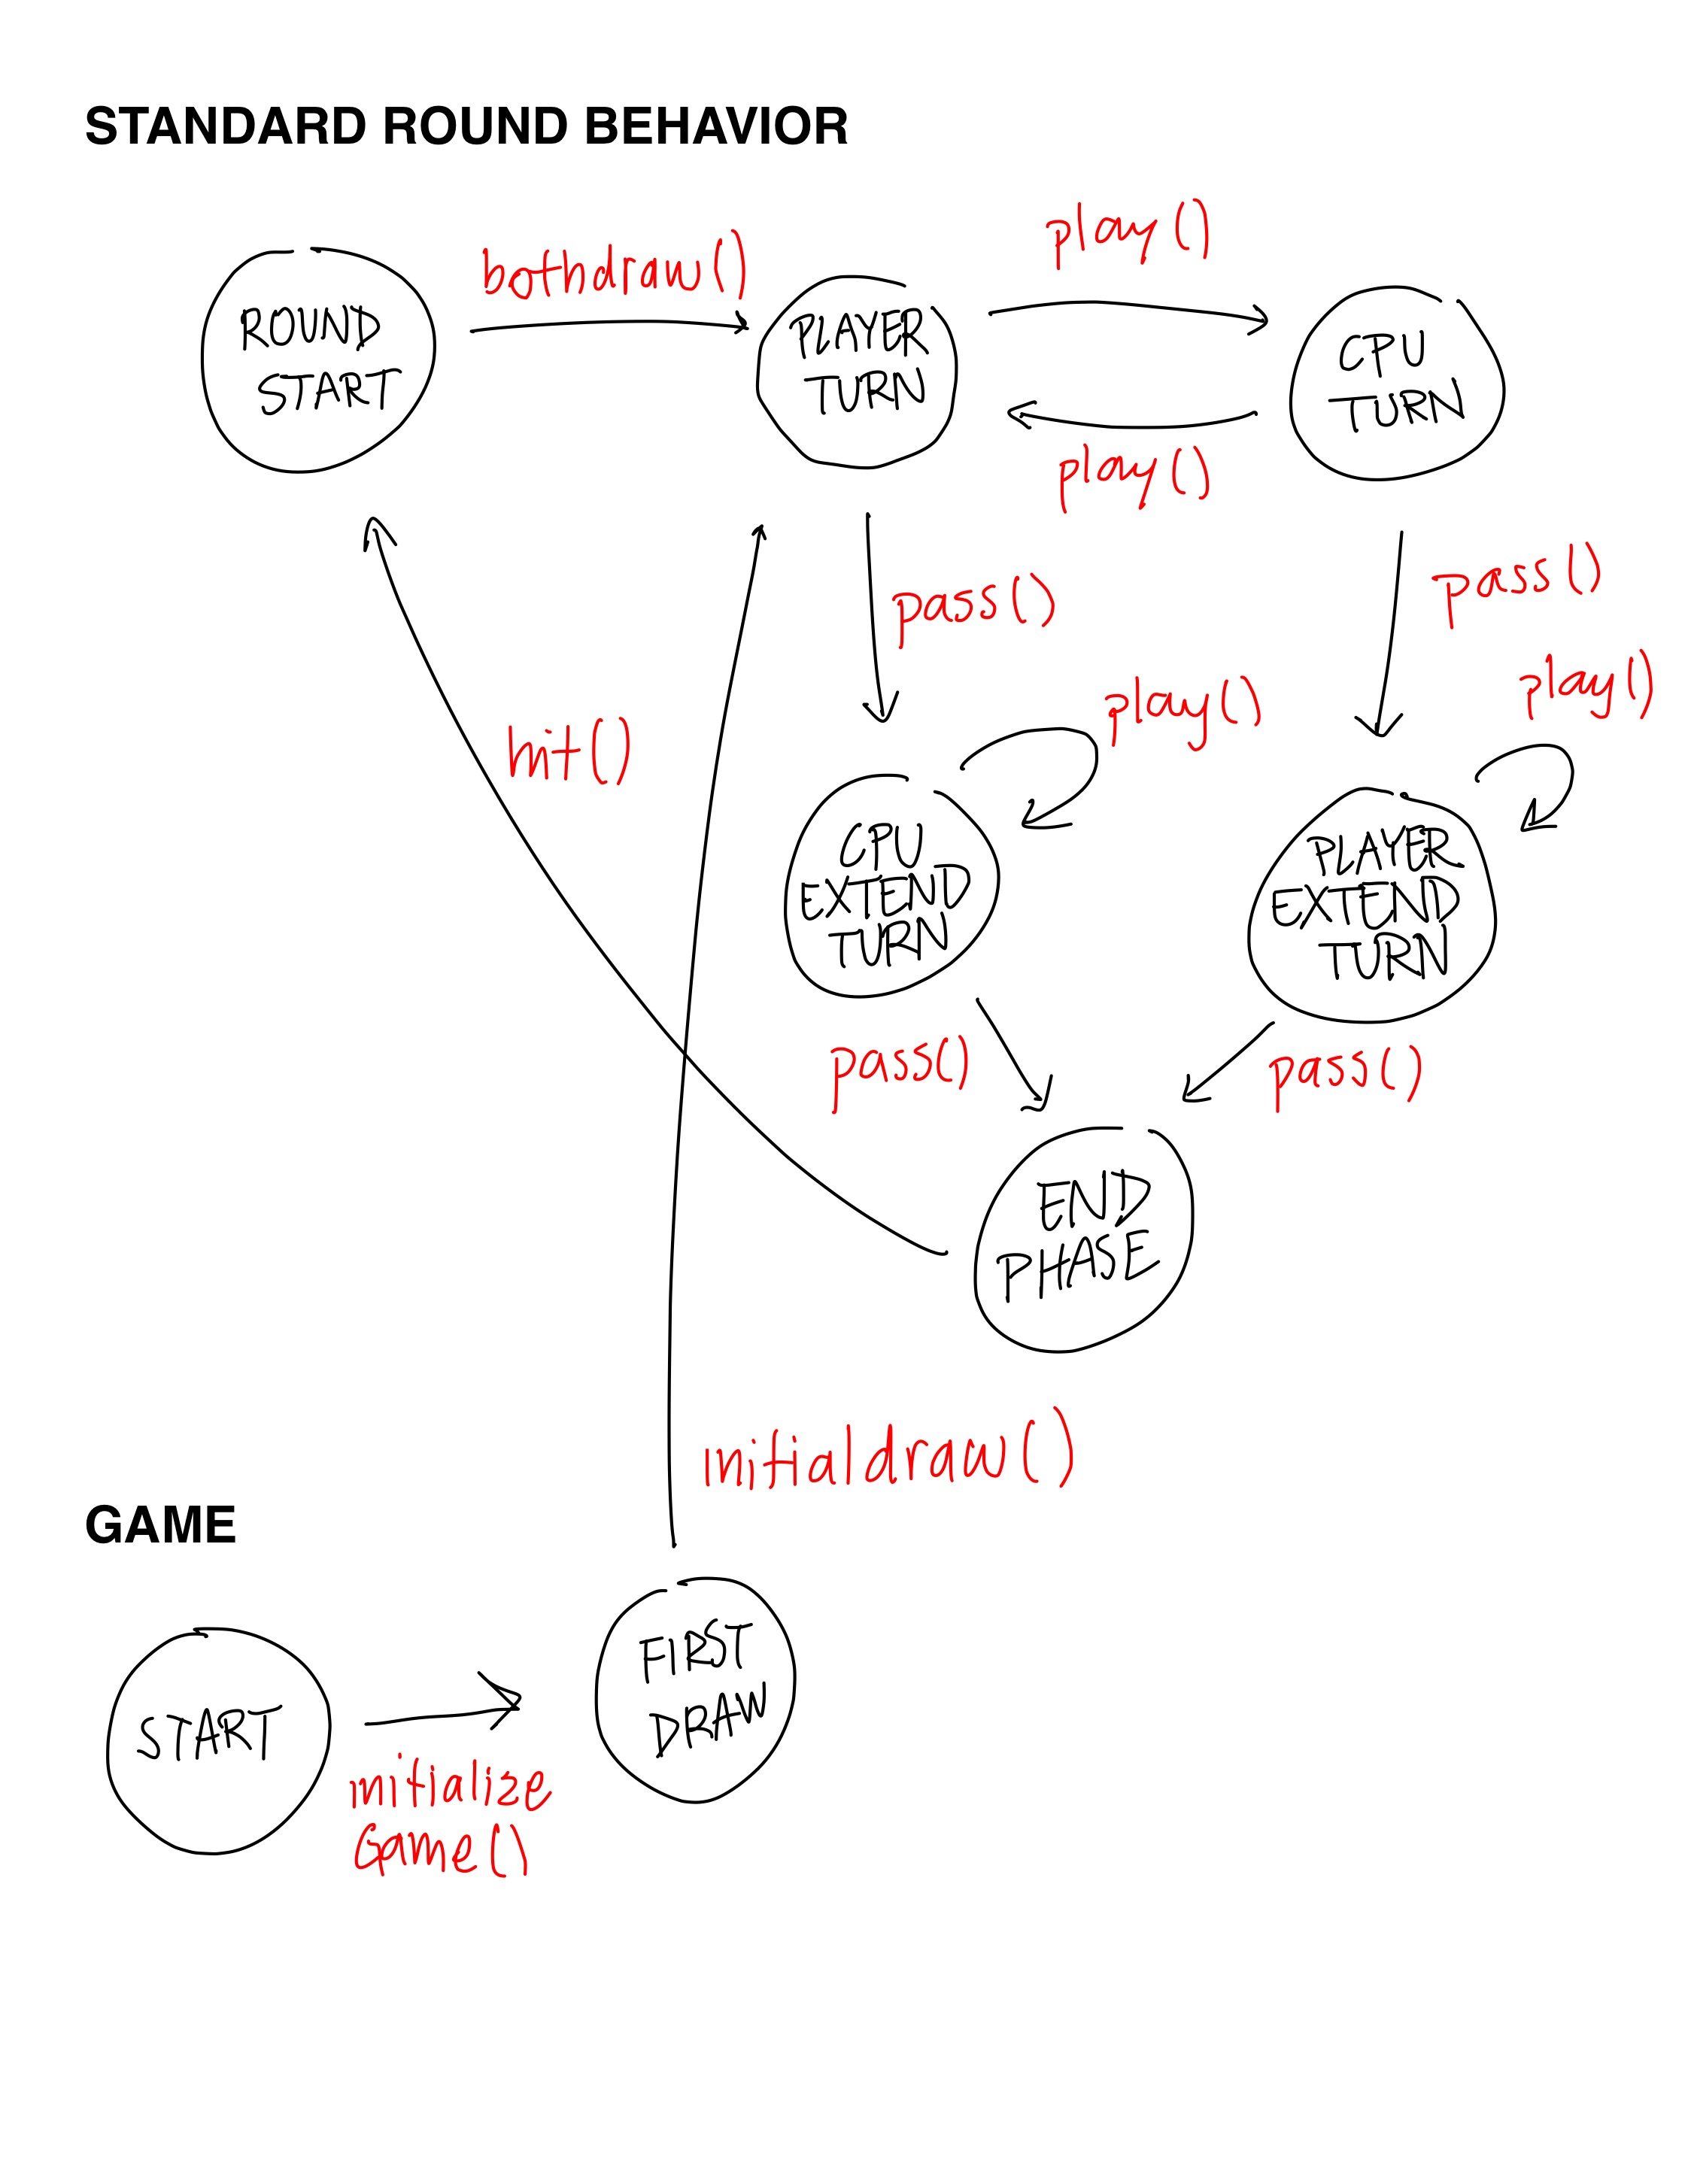 STANDARD ROUND BEHAVIOR
play()
bothdraw()
ROUND
START
PLAYER
TURN
CPU
TURN
play()
pass()
pass()
play()
play()
hit()
CPU
EXTEND
TURN
PLAYER
EXTEND
TURN
pass()
pass()
END
PHASE
initialdraw()
GAME
FIRST
DRAW
START
initialize
Game()